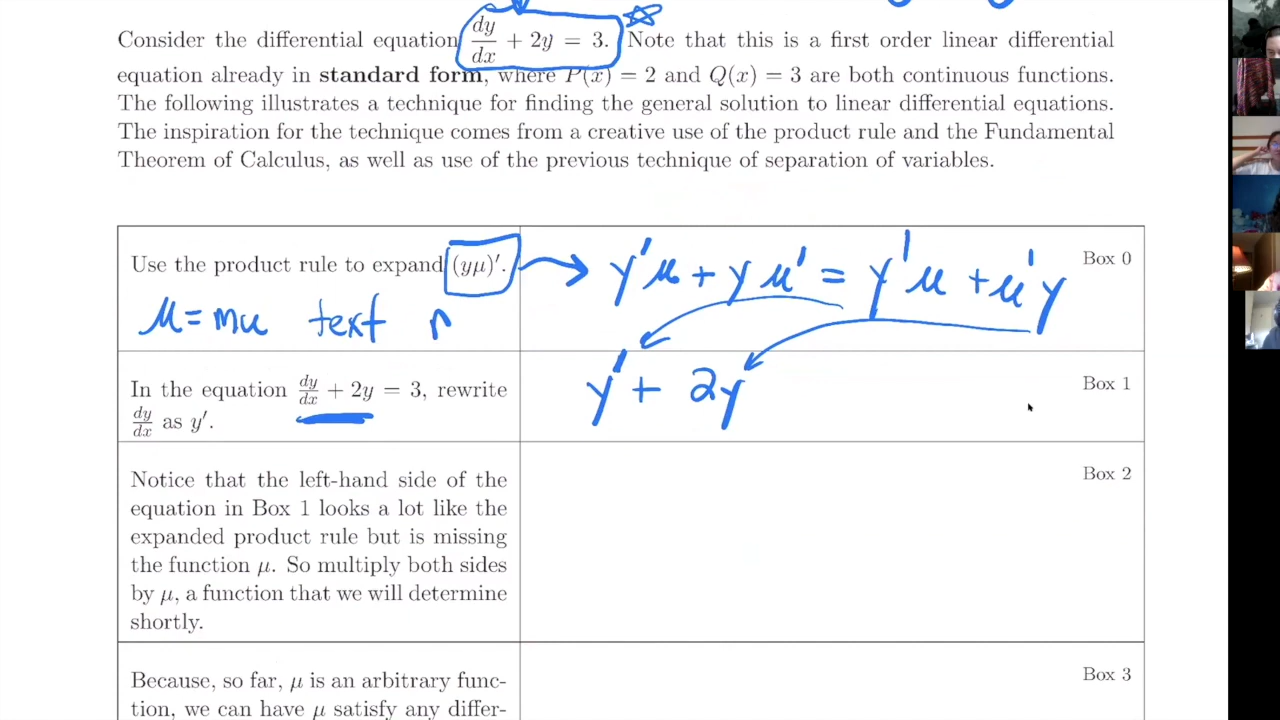 Consider the differential equation dy/dx + 2y = 3. Note that this is a first order linear differential
equation already in standard form, where P(x) = 2 and Q(x) = 3 are both continuous functions.
The following illustrates a technique for finding the general solution to linear differential equations.
The inspiration for the technique comes from a creative use of the product rule and the Fundamental
Theorem of Calculus, as well as use of the previous technique of separation of variables.
Use the product rule to expand (yμ)′.
μ = mu text r
y′μ + yμ′ = y′μ + μ′y
Box 0
In the equation dy/dx + 2y = 3, rewrite
dy/dx as y′.
y′ + 2y
Box 1
Notice that the left-hand side of the
equation in Box 1 looks a lot like the
expanded product rule but is missing
the function μ. So multiply both sides
by μ, a function that we will determine
shortly.
Box 2
Because, so far, μ is an arbitrary func-
tion, we can have μ satisfy any differ-
Box 3